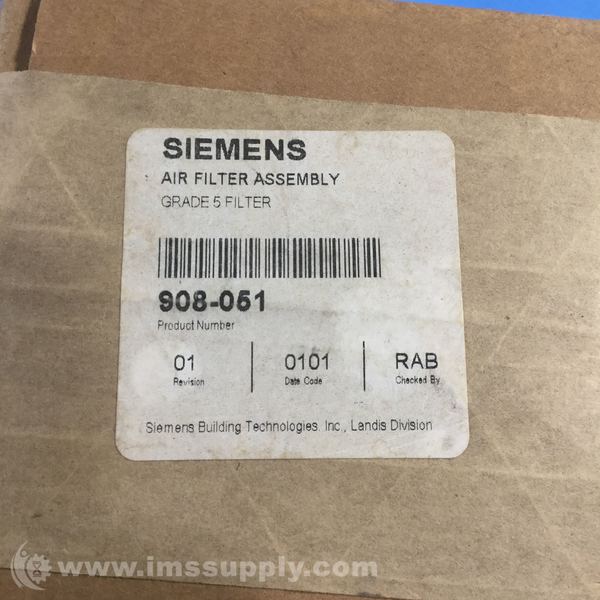 SIEMENS
AIR FILTER ASSEMBLY
GRADE 5 FILTER
908-051
Product Number
01 0101 RAB
Revision Date Code Checked By
Siemens Building Technologies. Inc., Landis Division
www.imssupply.com